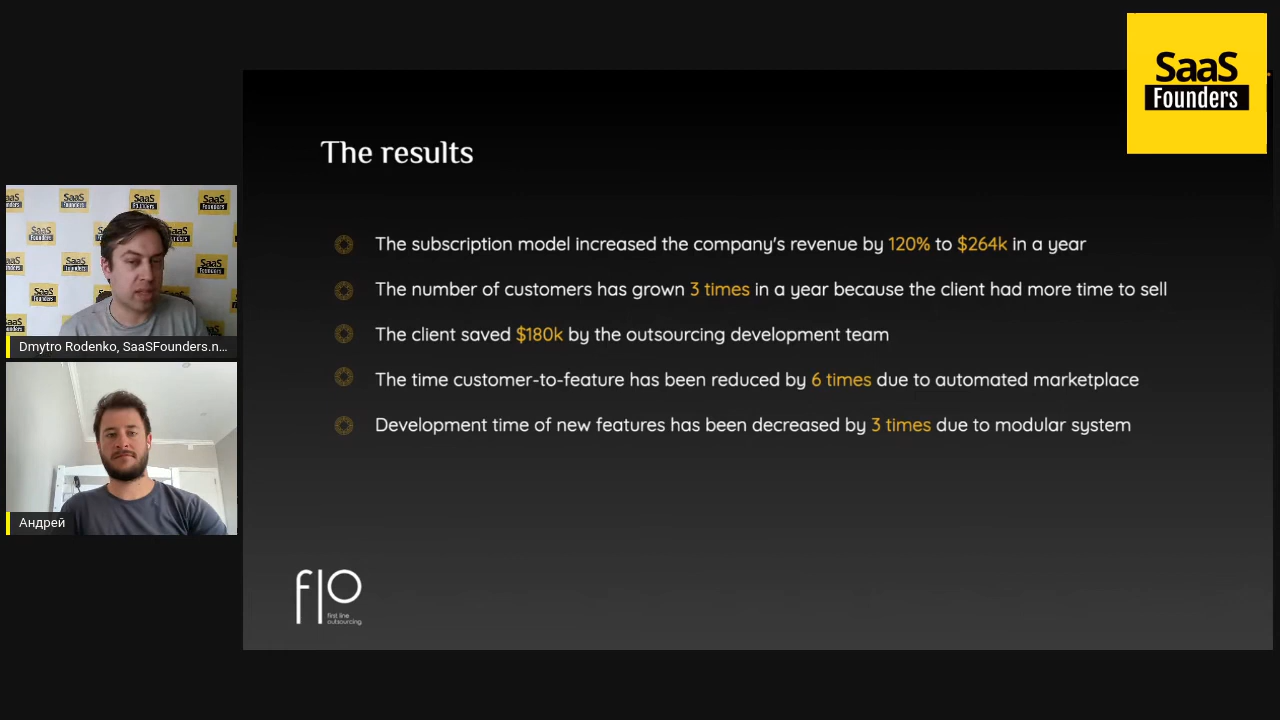 SaaS
Founders
The results
The subscription model increased the company's revenue by 120% to $264k in a year
The number of customers has grown 3 times in a year because the client had more time to sell
The client saved $180k by the outsourcing development team
The time customer-to-feature has been reduced by 6 times due to automated marketplace
Development time of new features has been decreased by 3 times due to modular system
SaaS
Founders
Dmytro Rodenko, SaaSFounders.n...
Андрей
flo
first line
outsourcing